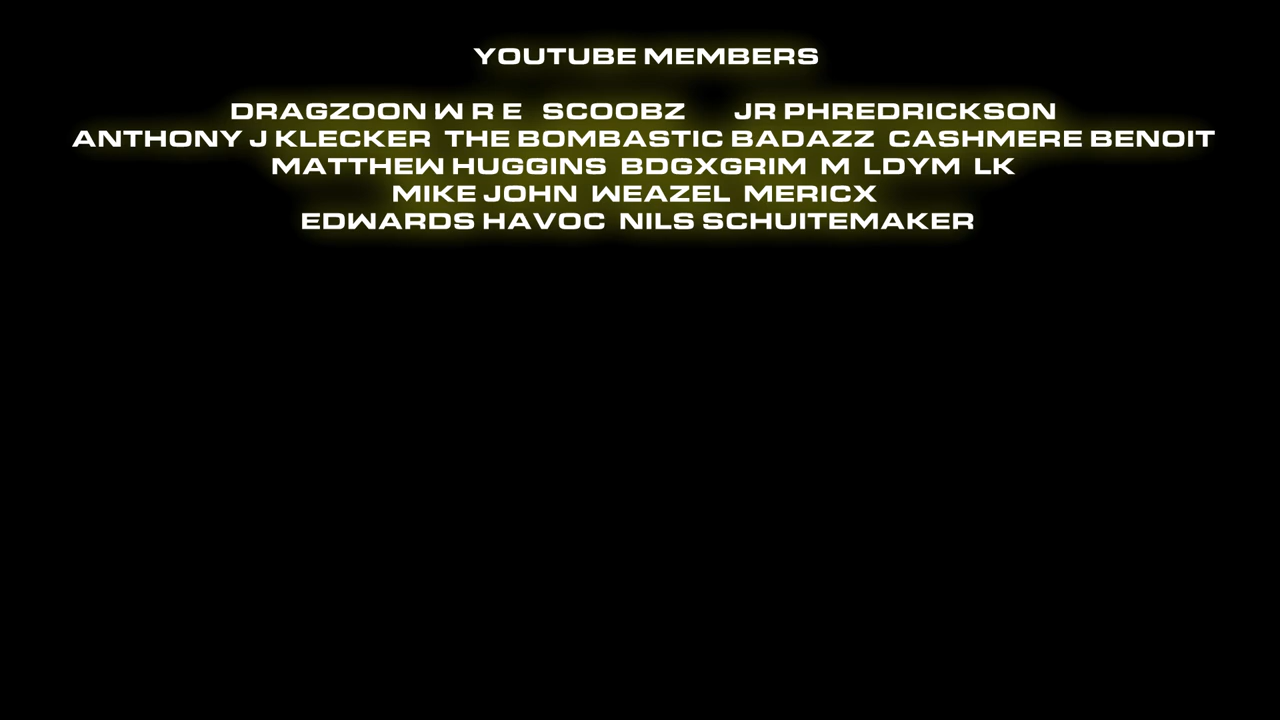 YOUTUBE MEMBERS
DRAGZOON W R E SCOOBZ JR PHREDRICKSON
ANTHONY J KLECKER THE BOMBASTIC BADAZZ CASHMERE BENOIT
MATTHEW HUGGINS BDGXGRIM M LDYM LK
MIKE JOHN WEAZEL MERICX
EDWARDS HAVOC NILS SCHUITEMAKER